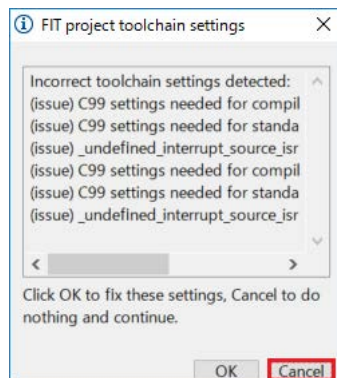 FIT project toolchain settings
Incorrect toolchain settings detected:
(issue) C99 settings needed for compil
(issue) C99 settings needed for standa
(issue) _undefined_interrupt_source_isr
(issue) C99 settings needed for compil
(issue) C99 settings needed for standa
(issue) _undefined_interrupt_source_isr
Click OK to fix these settings, Cancel to do
nothing and continue.
OK Cancel